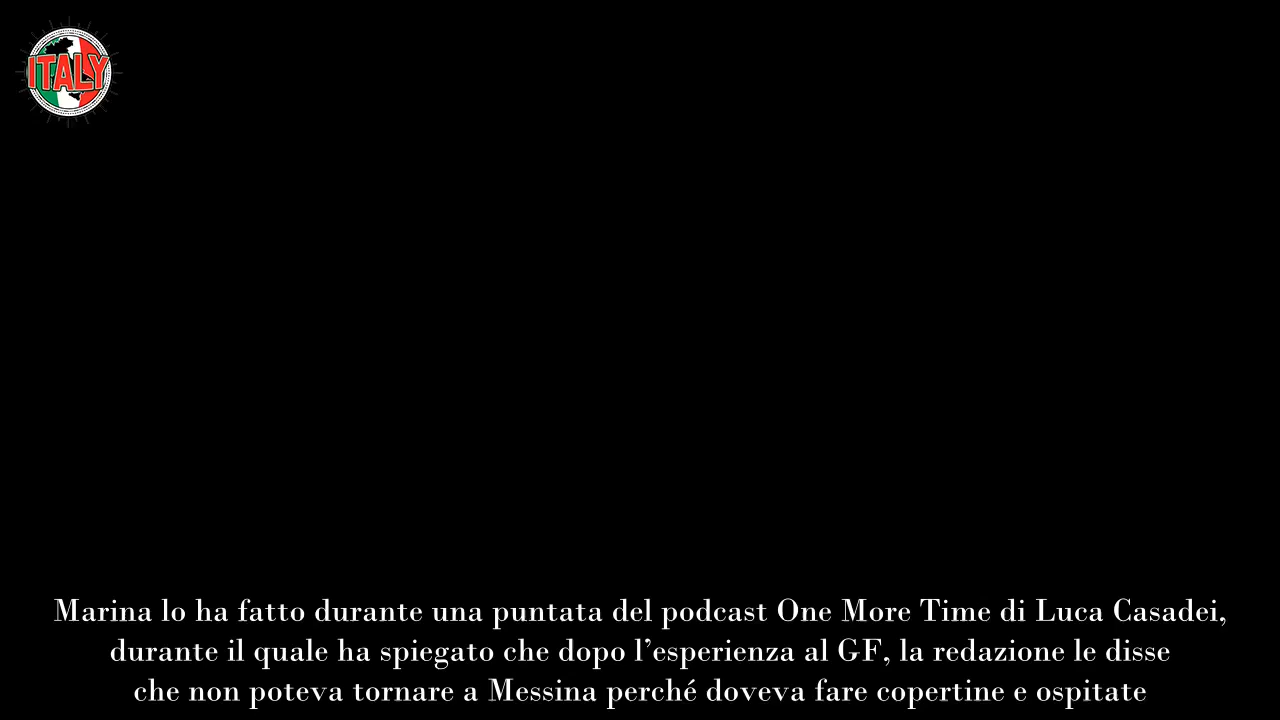 ITALY
Marina lo ha fatto durante una puntata del podcast One More Time di Luca Casadei,
durante il quale ha spiegato che dopo l’esperienza al GF, la redazione le disse
che non poteva tornare a Messina perché doveva fare copertine e ospitate